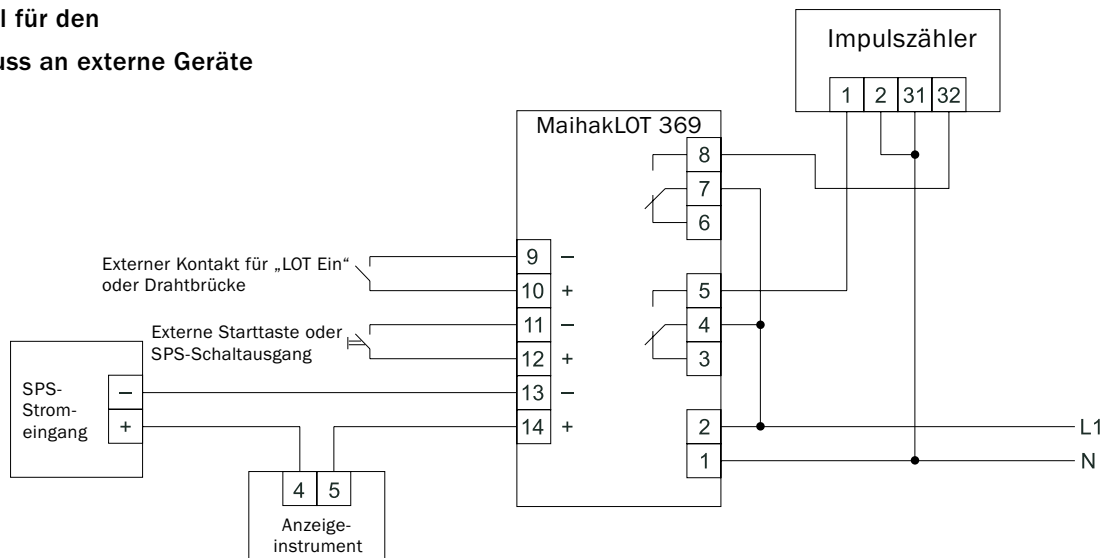 l für den
uss an externe Geräte
Impulszähler
1 2 31 32
MaihakLOT 369
8
7
6
Externer Kontakt für „LOT Ein“
oder Drahtbrücke
9 –
10 +
5
Externe Starttaste oder
SPS-Schaltausgang
11 –
12 +
4
3
SPS-
Strom-
eingang
–
+
13 –
14 +
2
1
L1
N
4 5
Anzeige-
instrument